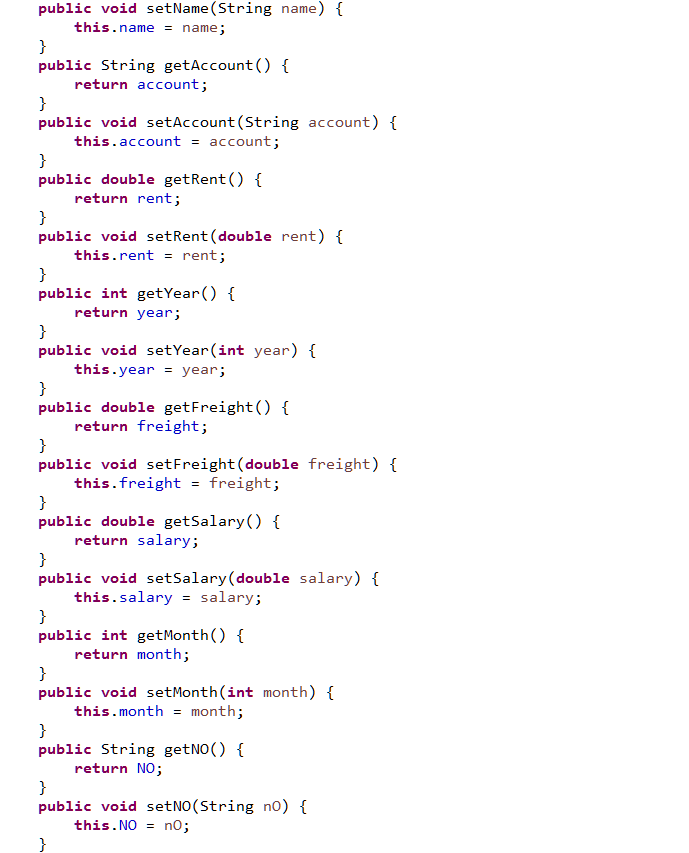 public void setName(String name) {
this.name = name;
}
public String getAccount() {
return account;
}
public void setAccount(String account) {
this.account = account;
}
public double getRent() {
return rent;
}
public void setRent(double rent) {
this.rent = rent;
}
public int getYear() {
return year;
}
public void setYear(int year) {
this.year = year;
}
public double getFreight() {
return freight;
}
public void setFreight(double freight) {
this.freight = freight;
}
public double getSalary() {
return salary;
}
public void setSalary(double salary) {
this.salary = salary;
}
public int getMonth() {
return month;
}
public void setMonth(int month) {
this.month = month;
}
public String getNO() {
return NO;
}
public void setNO(String nO) {
this.NO = nO;
}